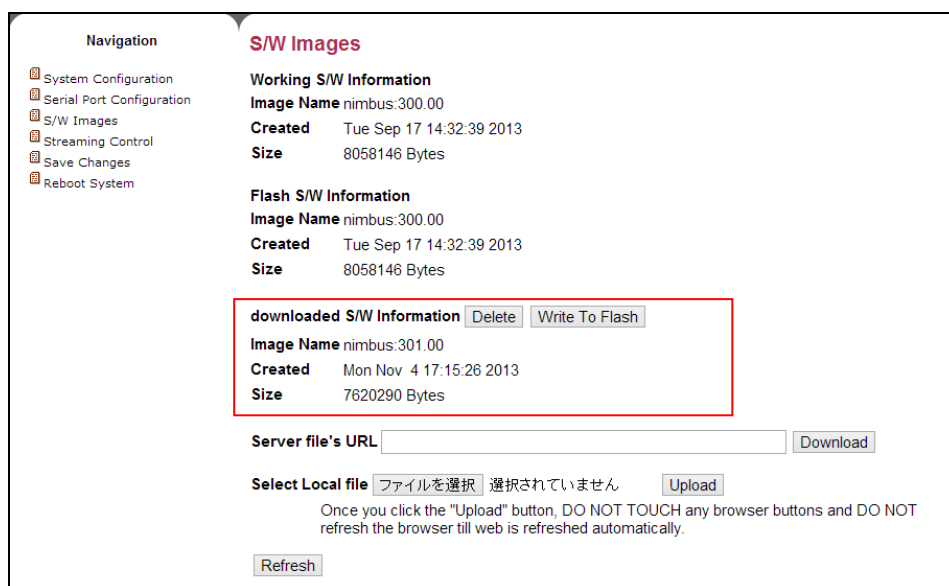 Navigation
System Configuration
Serial Port Configuration
S/W Images
Streaming Control
Save Changes
Reboot System
S/W Images
Working S/W Information
Image Name nimbus:300.00
Created Tue Sep 17 14:32:39 2013
Size 8058146 Bytes
Flash S/W Information
Image Name nimbus:300.00
Created Tue Sep 17 14:32:39 2013
Size 8058146 Bytes
downloaded S/W Information Delete Write To Flash
Image Name nimbus:301.00
Created Mon Nov 4 17:15:26 2013
Size 7620290 Bytes
Server file's URL Download
Select Local file ファイルを選択 選択されていません Upload
Once you click the "Upload" button, DO NOT TOUCH any browser buttons and DO NOT
refresh the browser till web is refreshed automatically.
Refresh